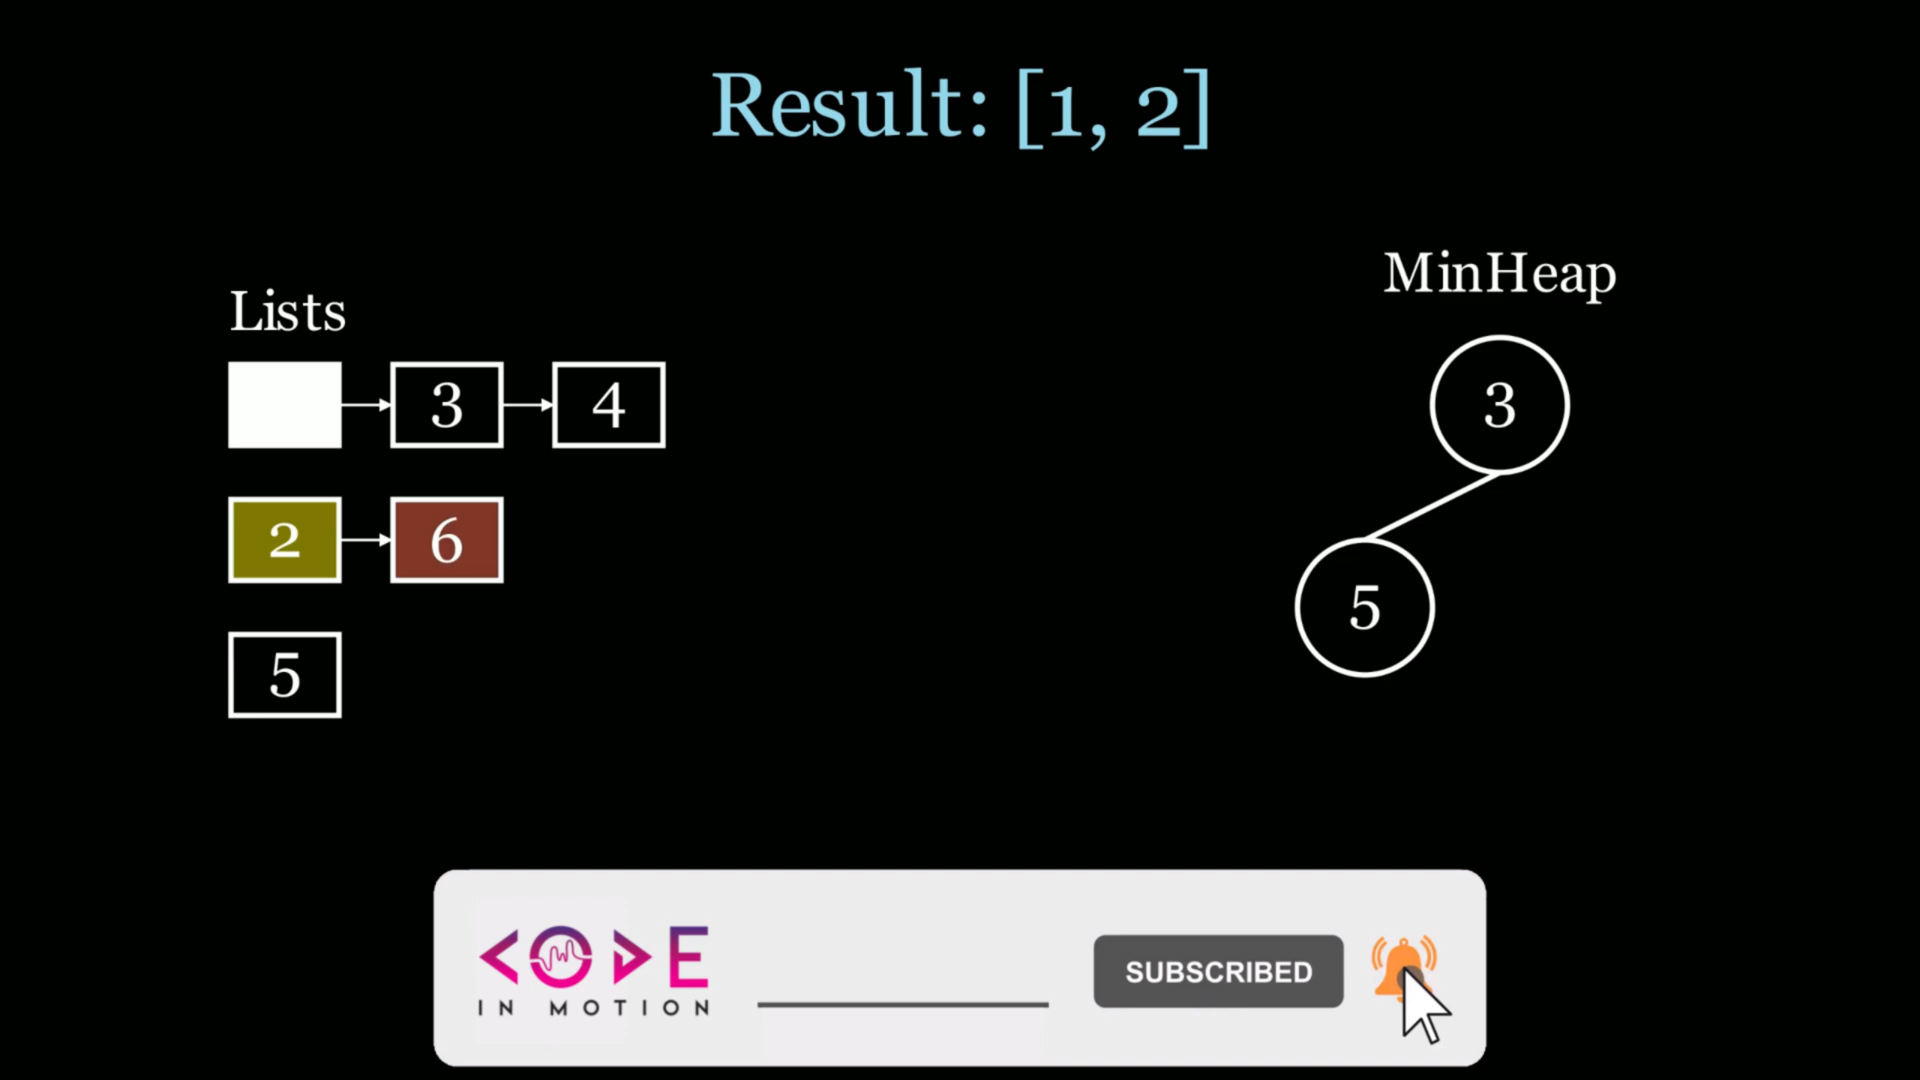 Result: [1, 2]
MinHeap
Lists
3 4
3
2 6
5
5
CODE
IN MOTION
SUBSCRIBED